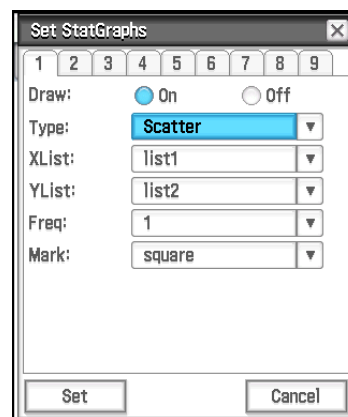 Set StatGraphs
1 2 3 4 5 6 7 8 9
Draw: On Off
Type: Scatter
XList: list1
YList: list2
Freq: 1
Mark: square
Set Cancel